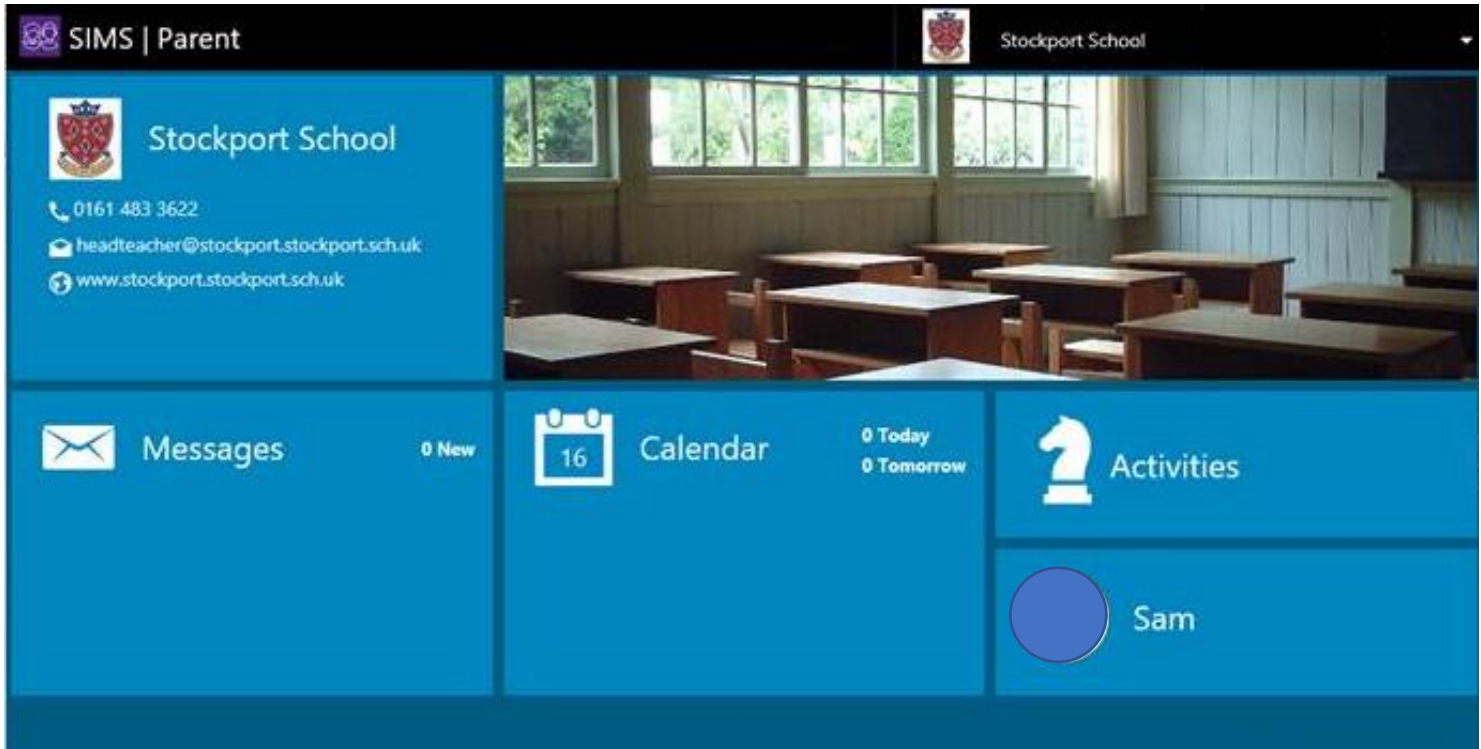 SIMS | Parent
Stockport School
Stockport School
0161 483 3622
headteacher@stockport.stockport.sch.uk
www.stockport.stockport.sch.uk
Messages
0 New
16
Calendar
0 Today
0 Tomorrow
Activities
Sam